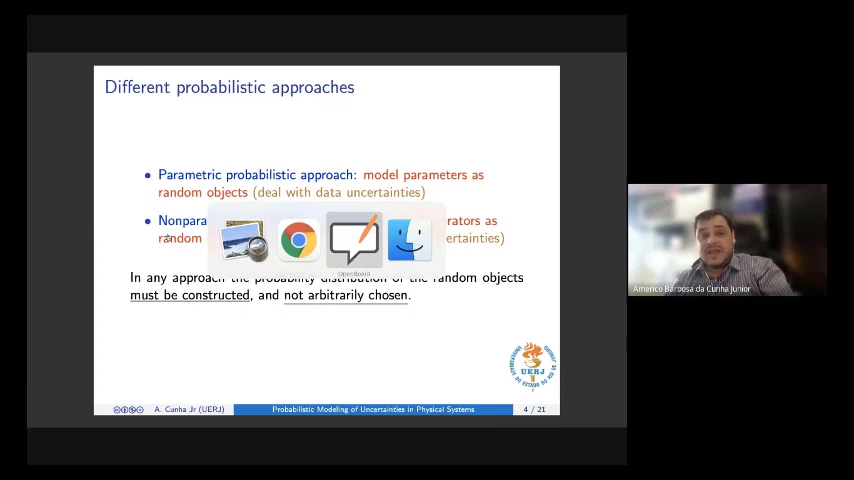 Different probabilistic approaches
• Parametric probabilistic approach: model parameters as
random objects (deal with data uncertainties)
• Nonpara rators as
random ertainties)
OpenBoard
In any approach the probability distribution of the random objects
must be constructed, and not arbitrarily chosen.
UERJ
A. Cunha Jr (UERJ) Probabilistic Modeling of Uncertainties in Physical Systems 4 / 21
Americo Barbosa da Cunha Junior